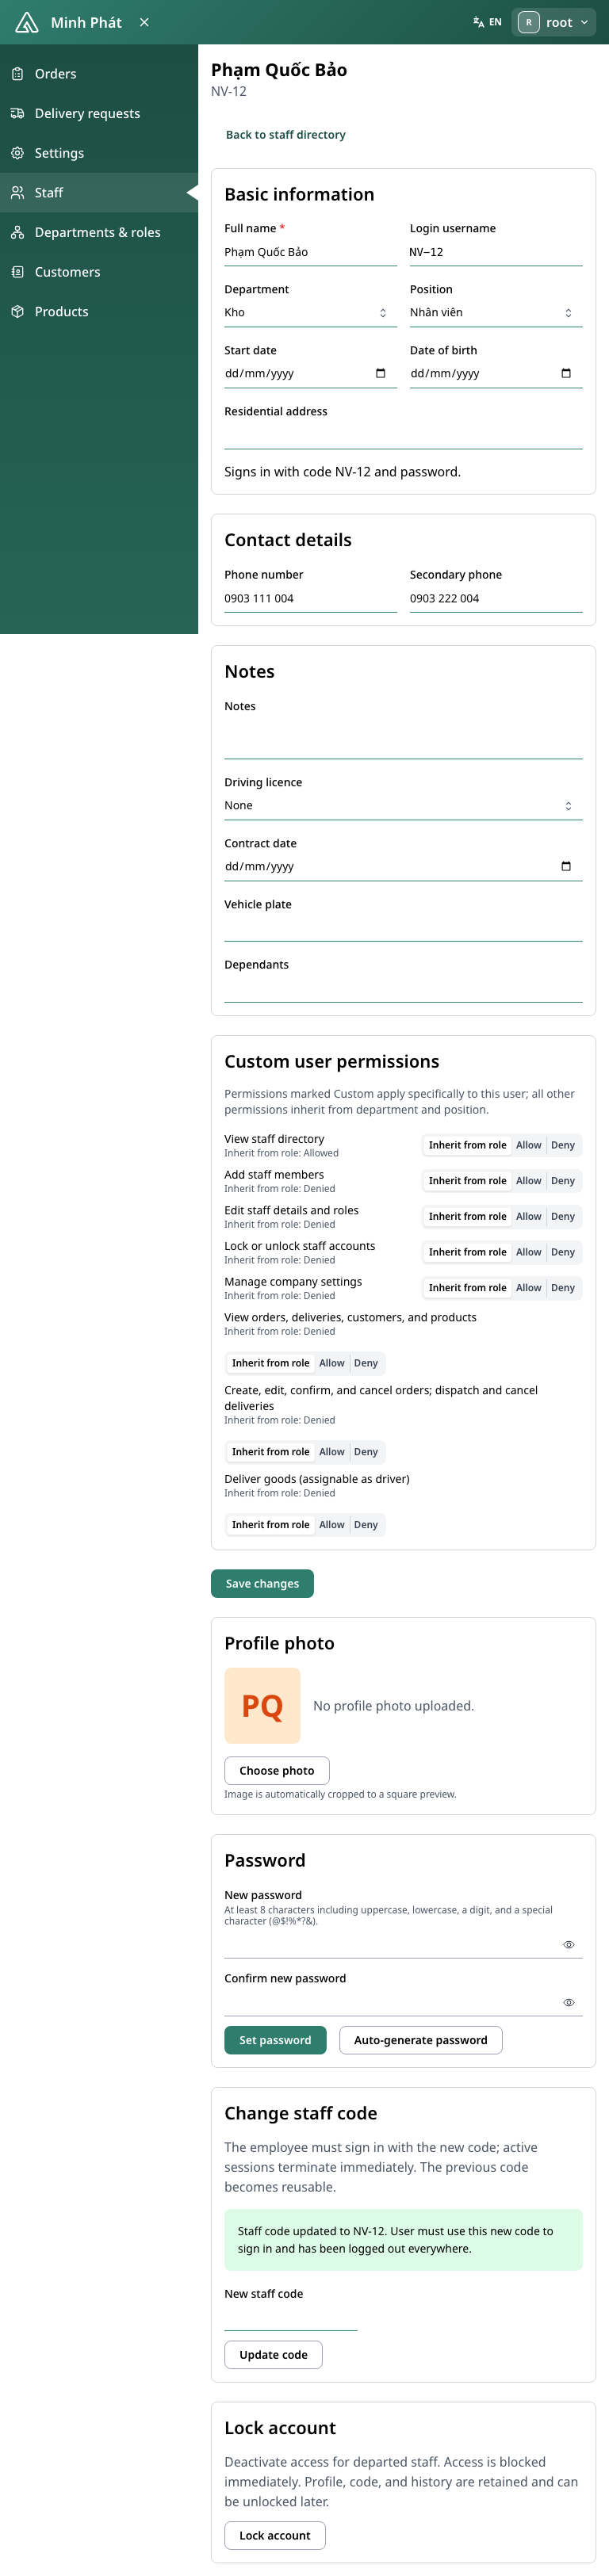 Minh Phát
EN
R
root
Orders
Delivery requests
Settings
Staff
Departments & roles
Customers
Products
Phạm Quốc Bảo
NV-12
Back to staff directory
Basic information
Full name *
Login username
Phạm Quốc Bảo
NV-12
Department
Position
Kho
Nhân viên
Start date
Date of birth
dd/mm/yyyy
dd/mm/yyyy
Residential address
Signs in with code NV-12 and password.
Contact details
Phone number
Secondary phone
0903 111 004
0903 222 004
Notes
Notes
Driving licence
None
Contract date
dd/mm/yyyy
Vehicle plate
Dependants
Custom user permissions
Permissions marked Custom apply specifically to this user; all other
permissions inherit from department and position.
View staff directory
Inherit from role: Allowed
Inherit from role Allow Deny
Add staff members
Inherit from role: Denied
Inherit from role Allow Deny
Edit staff details and roles
Inherit from role: Denied
Inherit from role Allow Deny
Lock or unlock staff accounts
Inherit from role: Denied
Inherit from role Allow Deny
Manage company settings
Inherit from role: Denied
Inherit from role Allow Deny
View orders, deliveries, customers, and products
Inherit from role: Denied
Inherit from role Allow Deny
Create, edit, confirm, and cancel orders; dispatch and cancel
deliveries
Inherit from role: Denied
Inherit from role Allow Deny
Deliver goods (assignable as driver)
Inherit from role: Denied
Inherit from role Allow Deny
Save changes
Profile photo
PQ
No profile photo uploaded.
Choose photo
Image is automatically cropped to a square preview.
Password
New password
At least 8 characters including uppercase, lowercase, a digit, and a special
character (@$!%*?&).
Confirm new password
Set password
Auto-generate password
Change staff code
The employee must sign in with the new code; active
sessions terminate immediately. The previous code
becomes reusable.
Staff code updated to NV-12. User must use this new code to
sign in and has been logged out everywhere.
New staff code
Update code
Lock account
Deactivate access for departed staff. Access is blocked
immediately. Profile, code, and history are retained and can
be unlocked later.
Lock account